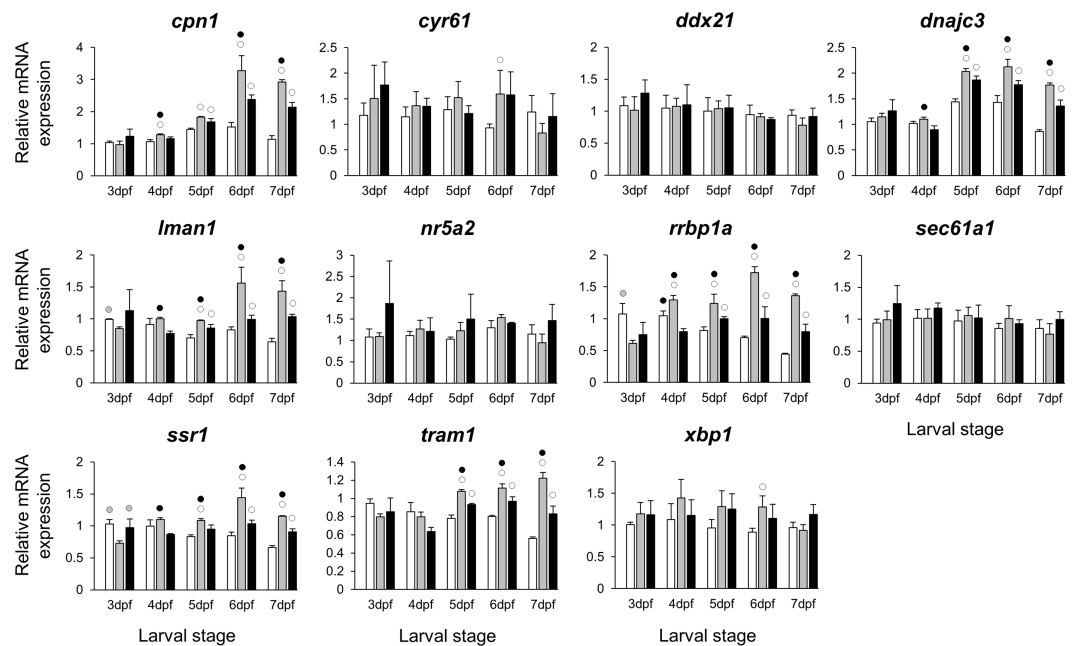 cpn1 cyr61 ddx21 dnajc3
Relative mRNA
expression
4
3
2
1
0
3dpf 4dpf 5dpf 6dpf 7dpf
2.5
2
1.5
1
0.5
0
3dpf 4dpf 5dpf 6dpf 7dpf
2
1.5
1
0.5
0
3dpf 4dpf 5dpf 6dpf 7dpf
2.5
2
1.5
1
0.5
0
3dpf 4dpf 5dpf 6dpf 7dpf
lman1 nr5a2 rrbp1a sec61a1
Relative mRNA
expression
2
1.5
1
0.5
0
3dpf 4dpf 5dpf 6dpf 7dpf
3
2.5
2
1.5
1
0.5
0
3dpf 4dpf 5dpf 6dpf 7dpf
2
1.5
1
0.5
0
3dpf 4dpf 5dpf 6dpf 7dpf
2
1.5
1
0.5
0
3dpf 4dpf 5dpf 6dpf 7dpf
Larval stage
ssr1 tram1 xbp1
Relative mRNA
expression
2
1.5
1
0.5
0
3dpf 4dpf 5dpf 6dpf 7dpf
Larval stage
1.4
1.2
1
0.8
0.6
0.4
0.2
0
3dpf 4dpf 5dpf 6dpf 7dpf
Larval stage
2
1.5
1
0.5
0
3dpf 4dpf 5dpf 6dpf 7dpf
Larval stage